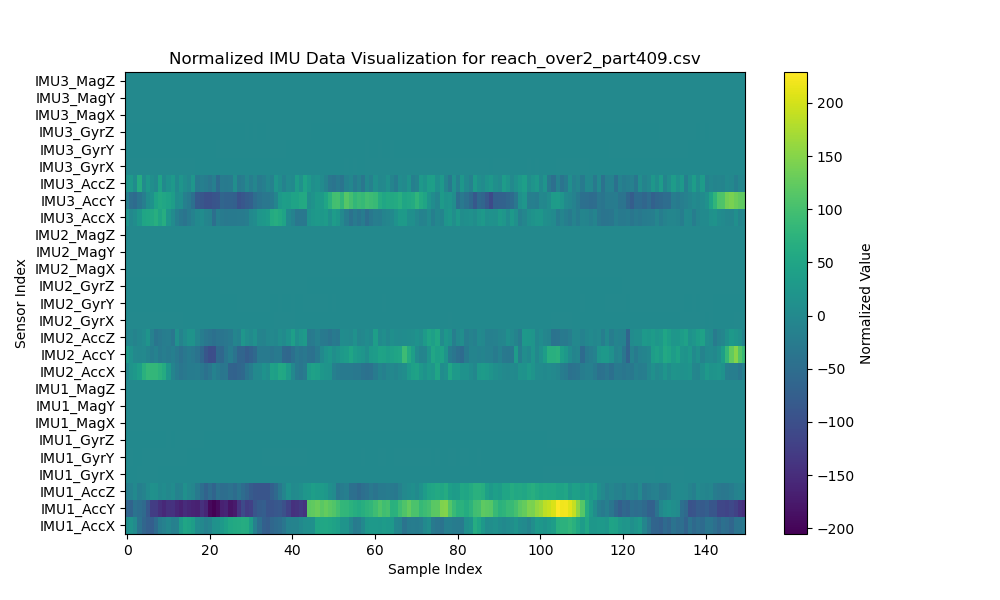 Normalized IMU Data Visualization for reach_over2_part409.csv
IMU3_MagZ
IMU3_MagY
IMU3_MagX
IMU3_GyrZ
IMU3_GyrY
IMU3_GyrX
IMU3_AccZ
IMU3_AccY
IMU3_AccX
IMU2_MagZ
IMU2_MagY
IMU2_MagX
IMU2_GyrZ
IMU2_GyrY
IMU2_GyrX
IMU2_AccZ
IMU2_AccY
IMU2_AccX
IMU1_MagZ
IMU1_MagY
IMU1_MagX
IMU1_GyrZ
IMU1_GyrY
IMU1_GyrX
IMU1_AccZ
IMU1_AccY
IMU1_AccX
Sensor Index
0 20 40 60 80 100 120 140
Sample Index
200
150
100
50
0
−50
−100
−150
−200
Normalized Value